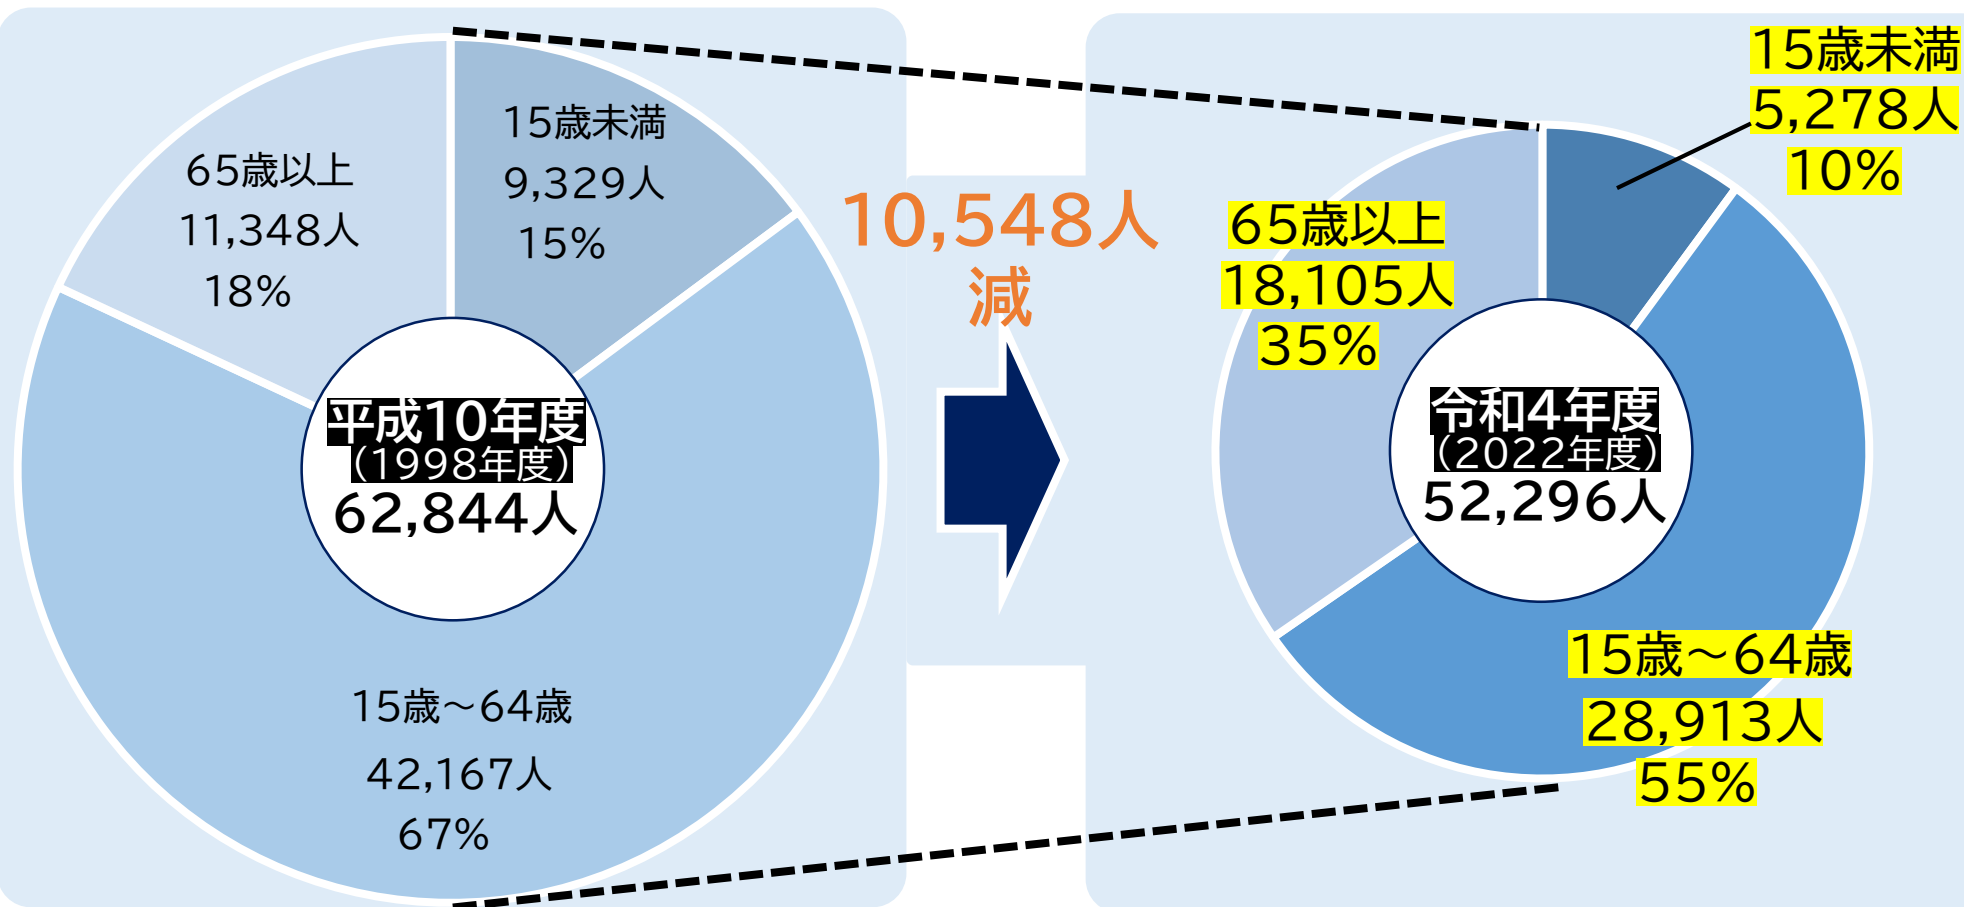 15歳未満
9,329人
15%
65歳以上
11,348人
18%
平成10年度
（1998年度）
62,844人
15歳～64歳
42,167人
67%
10,548人
減
15歳未満
5,278人
10%
65歳以上
18,105人
35%
令和4年度
（2022年度）
52,296人
15歳～64歳
28,913人
55%